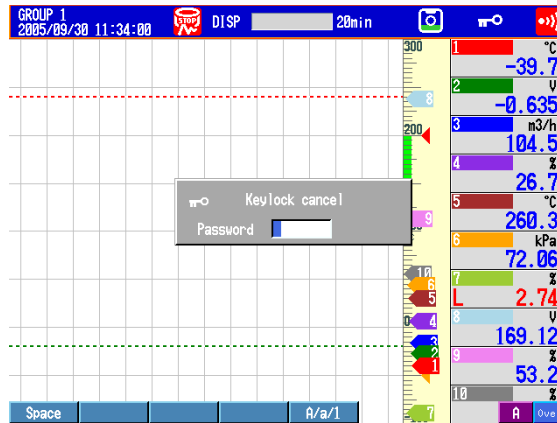 GROUP 1
2005/09/30 11:34:00
STOP
DISP
20min
300
200
0
8
9
10
6
5
4
3
2
1
7
1 °C
-39.7
2 V
-0.635
3 m3/h
104.5
4 %
26.7
5 °C
260.3
6 kPa
72.06
7 %
L 2.74
8 V
169.12
9 %
53.2
10 %
Keylock cancel
Password
Space
A/a/1
A
Ove